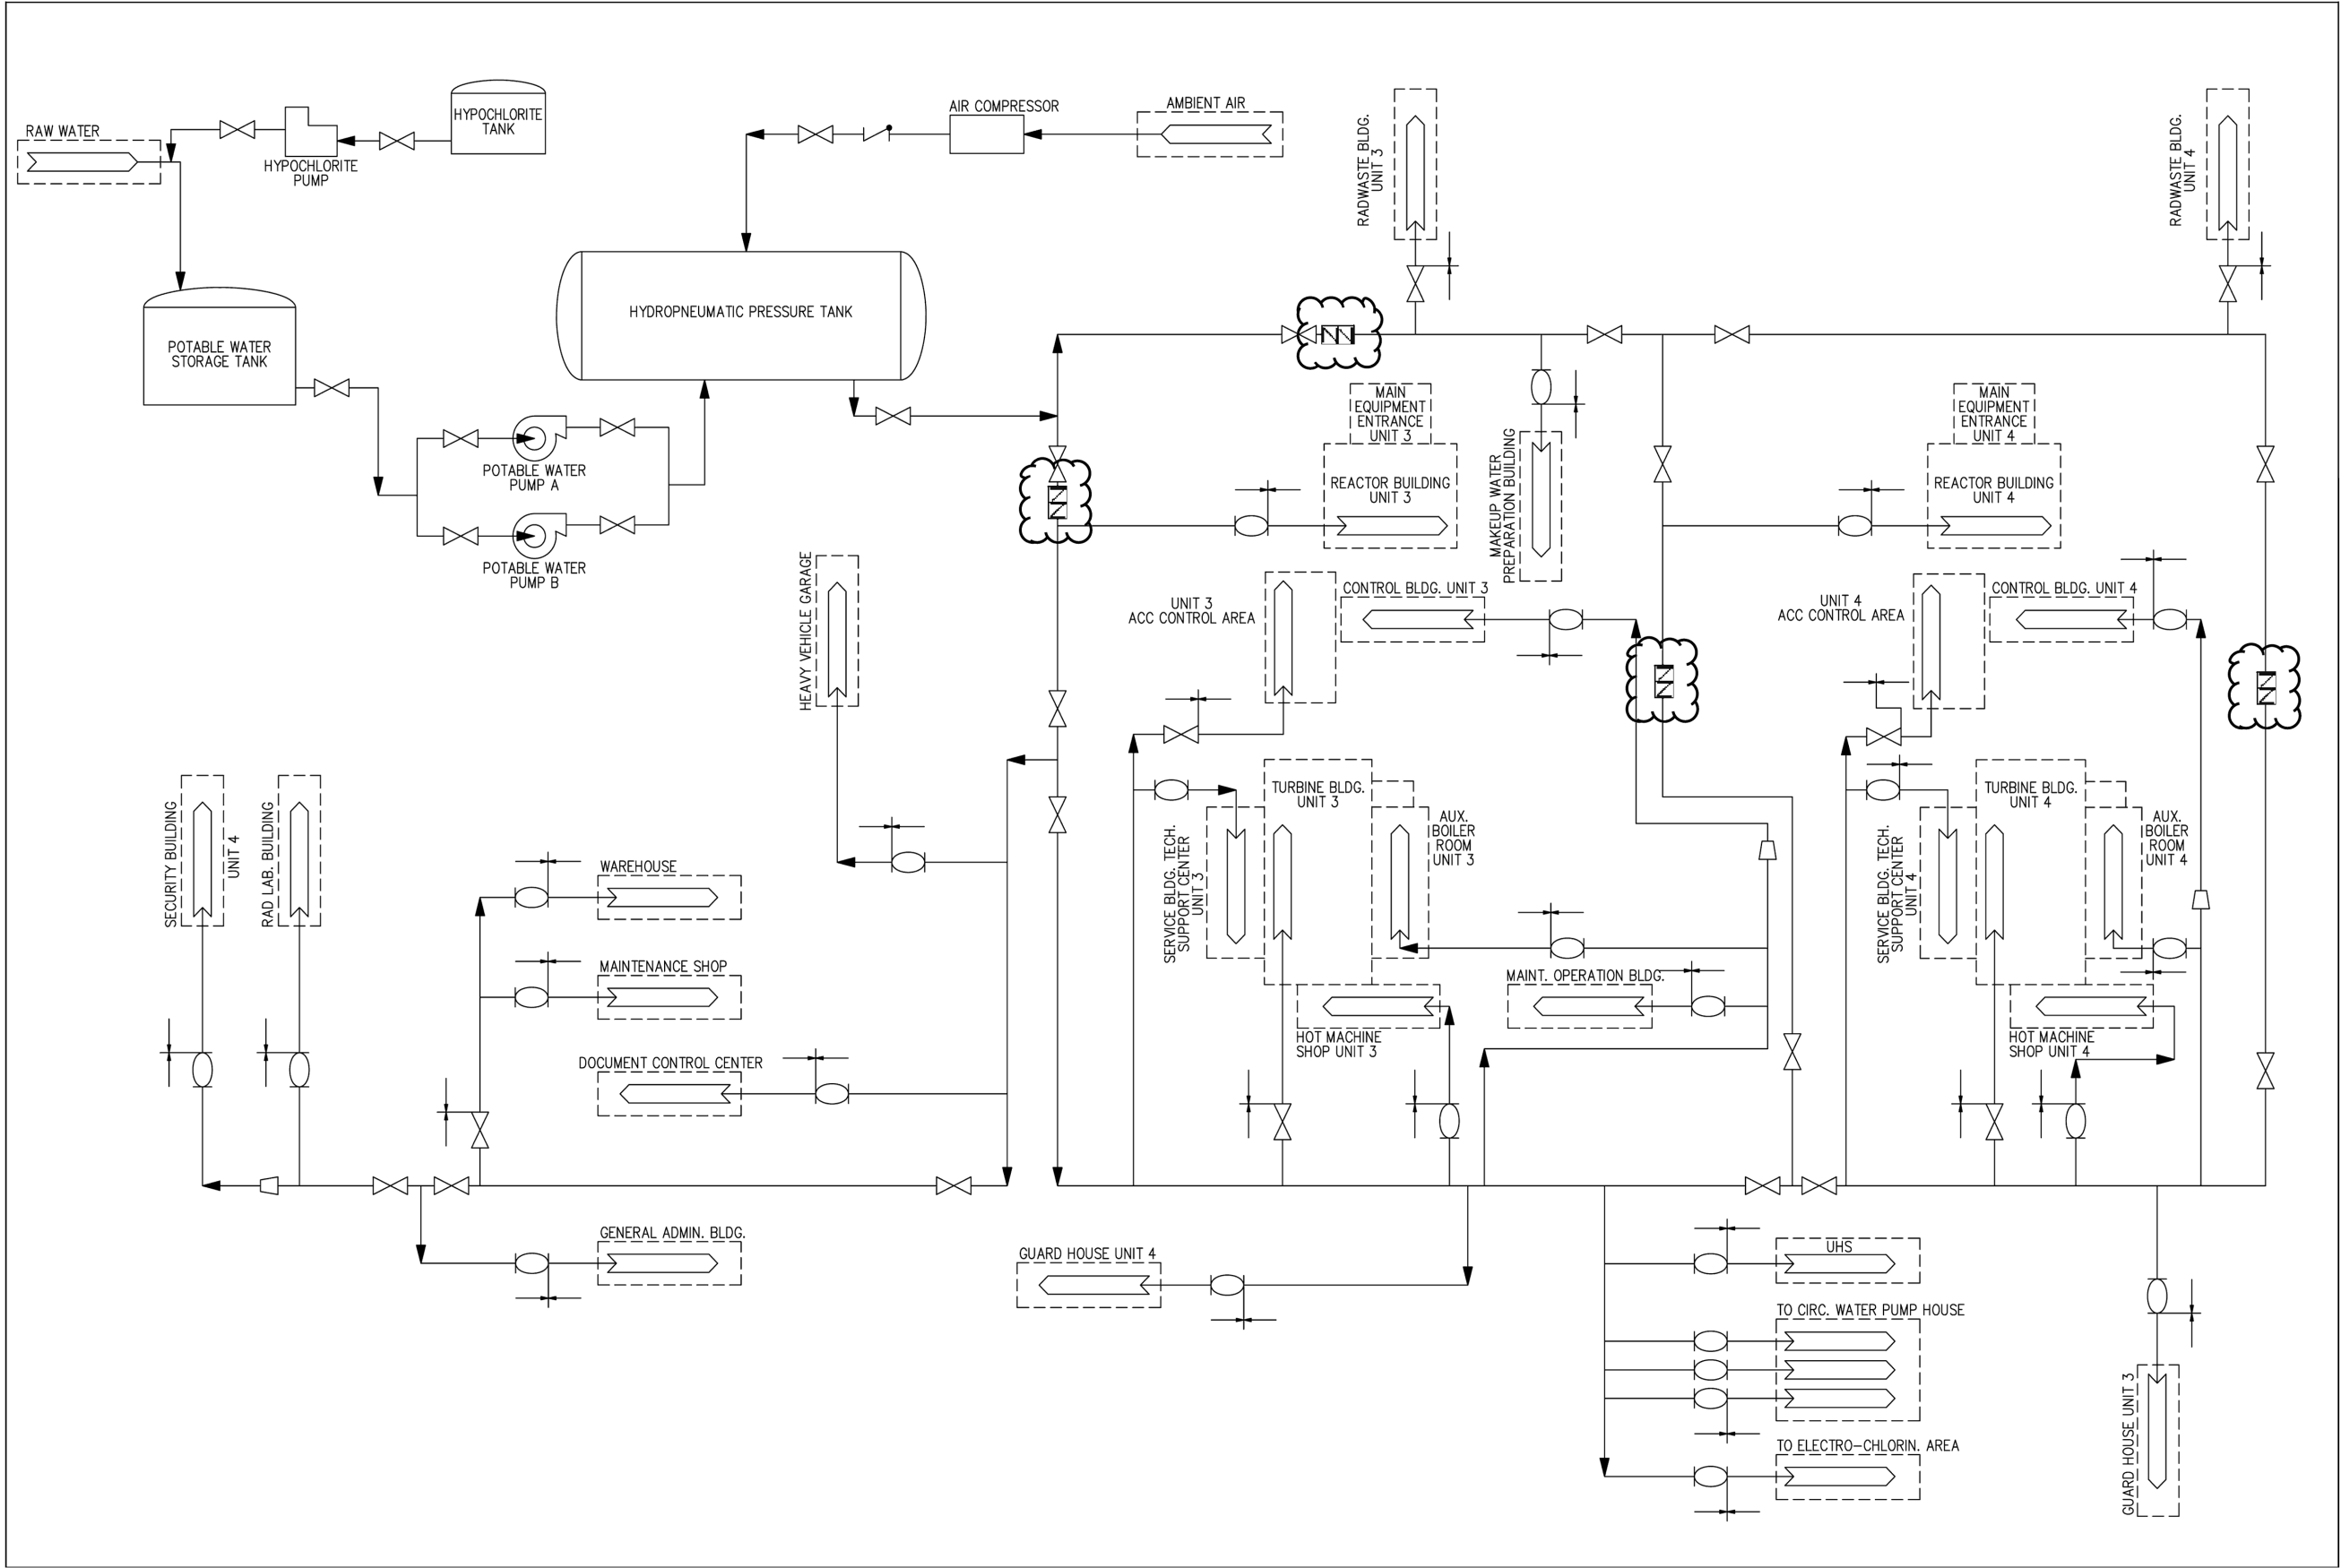 RAW WATER
HYPOCHLORITE
PUMP
HYPOCHLORITE
TANK
AIR COMPRESSOR
AMBIENT AIR
RADWASTE BLDG.
UNIT 3
RADWASTE BLDG.
UNIT 4
POTABLE WATER
STORAGE TANK
HYDROPNEUMATIC PRESSURE TANK
POTABLE WATER
PUMP A
POTABLE WATER
PUMP B
MAIN
EQUIPMENT
ENTRANCE
UNIT 3
REACTOR BUILDING
UNIT 3
MAKEUP WATER
PREPARATION BUILDING
MAIN
EQUIPMENT
ENTRANCE
UNIT 4
REACTOR BUILDING
UNIT 4
HEAVY VEHICLE GARAGE
UNIT 3
ACC CONTROL AREA
CONTROL BLDG. UNIT 3
UNIT 4
ACC CONTROL AREA
CONTROL BLDG. UNIT 4
SECURITY BUILDING
UNIT 4
RAD LAB. BUILDING
WAREHOUSE
MAINTENANCE SHOP
DOCUMENT CONTROL CENTER
GENERAL ADMIN. BLDG.
SERVICE BLDG. TECH.
SUPPORT CENTER
UNIT 3
TURBINE BLDG.
UNIT 3
AUX.
BOILER
ROOM
UNIT 3
HOT MACHINE
SHOP UNIT 3
MAINT. OPERATION BLDG.
SERVICE BLDG. TECH.
SUPPORT CENTER
UNIT 4
TURBINE BLDG.
UNIT 4
AUX.
BOILER
ROOM
UNIT 4
HOT MACHINE
SHOP UNIT 4
GUARD HOUSE UNIT 4
UHS
TO CIRC. WATER PUMP HOUSE
TO ELECTRO-CHLORIN. AREA
GUARD HOUSE UNIT 3